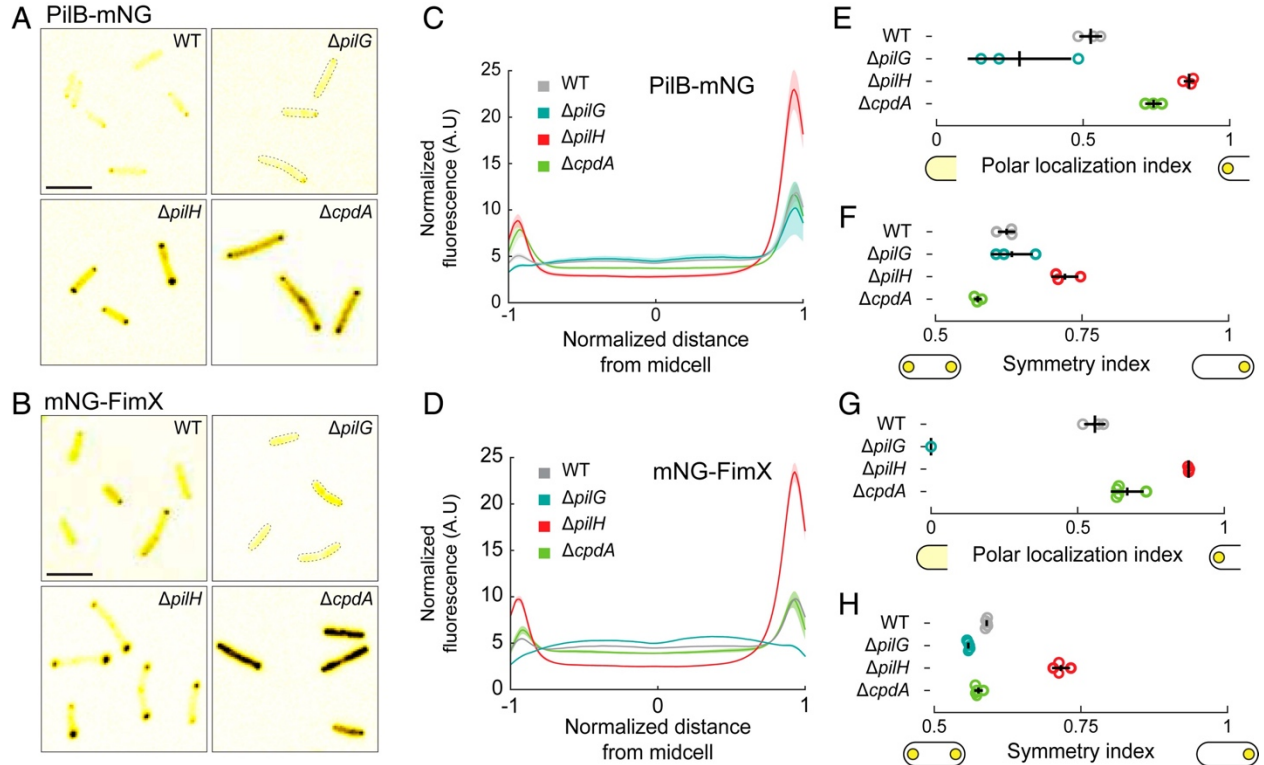 A PilB-mNG
WT
ΔpilG
ΔpilH
ΔcpdA
B mNG-FimX
WT
ΔpilG
ΔpilH
ΔcpdA
C
PilB-mNG
WT
ΔpilG
ΔpilH
ΔcpdA
Normalized
fluorescence (A.U)
25
20
15
10
5
0
-1 0 1
Normalized distance
from midcell
D
mNG-FimX
WT
ΔpilG
ΔpilH
ΔcpdA
Normalized
fluorescence (A.U)
25
20
15
10
5
0
-1 0 1
Normalized distance
from midcell
E
WT
ΔpilG
ΔpilH
ΔcpdA
0 0.5 1
Polar localization index
F
WT
ΔpilG
ΔpilH
ΔcpdA
0.5 0.75 1
Symmetry index
G
WT
ΔpilG
ΔpilH
ΔcpdA
0 0.5 1
Polar localization index
H
WT
ΔpilG
ΔpilH
ΔcpdA
0.5 0.75 1
Symmetry index